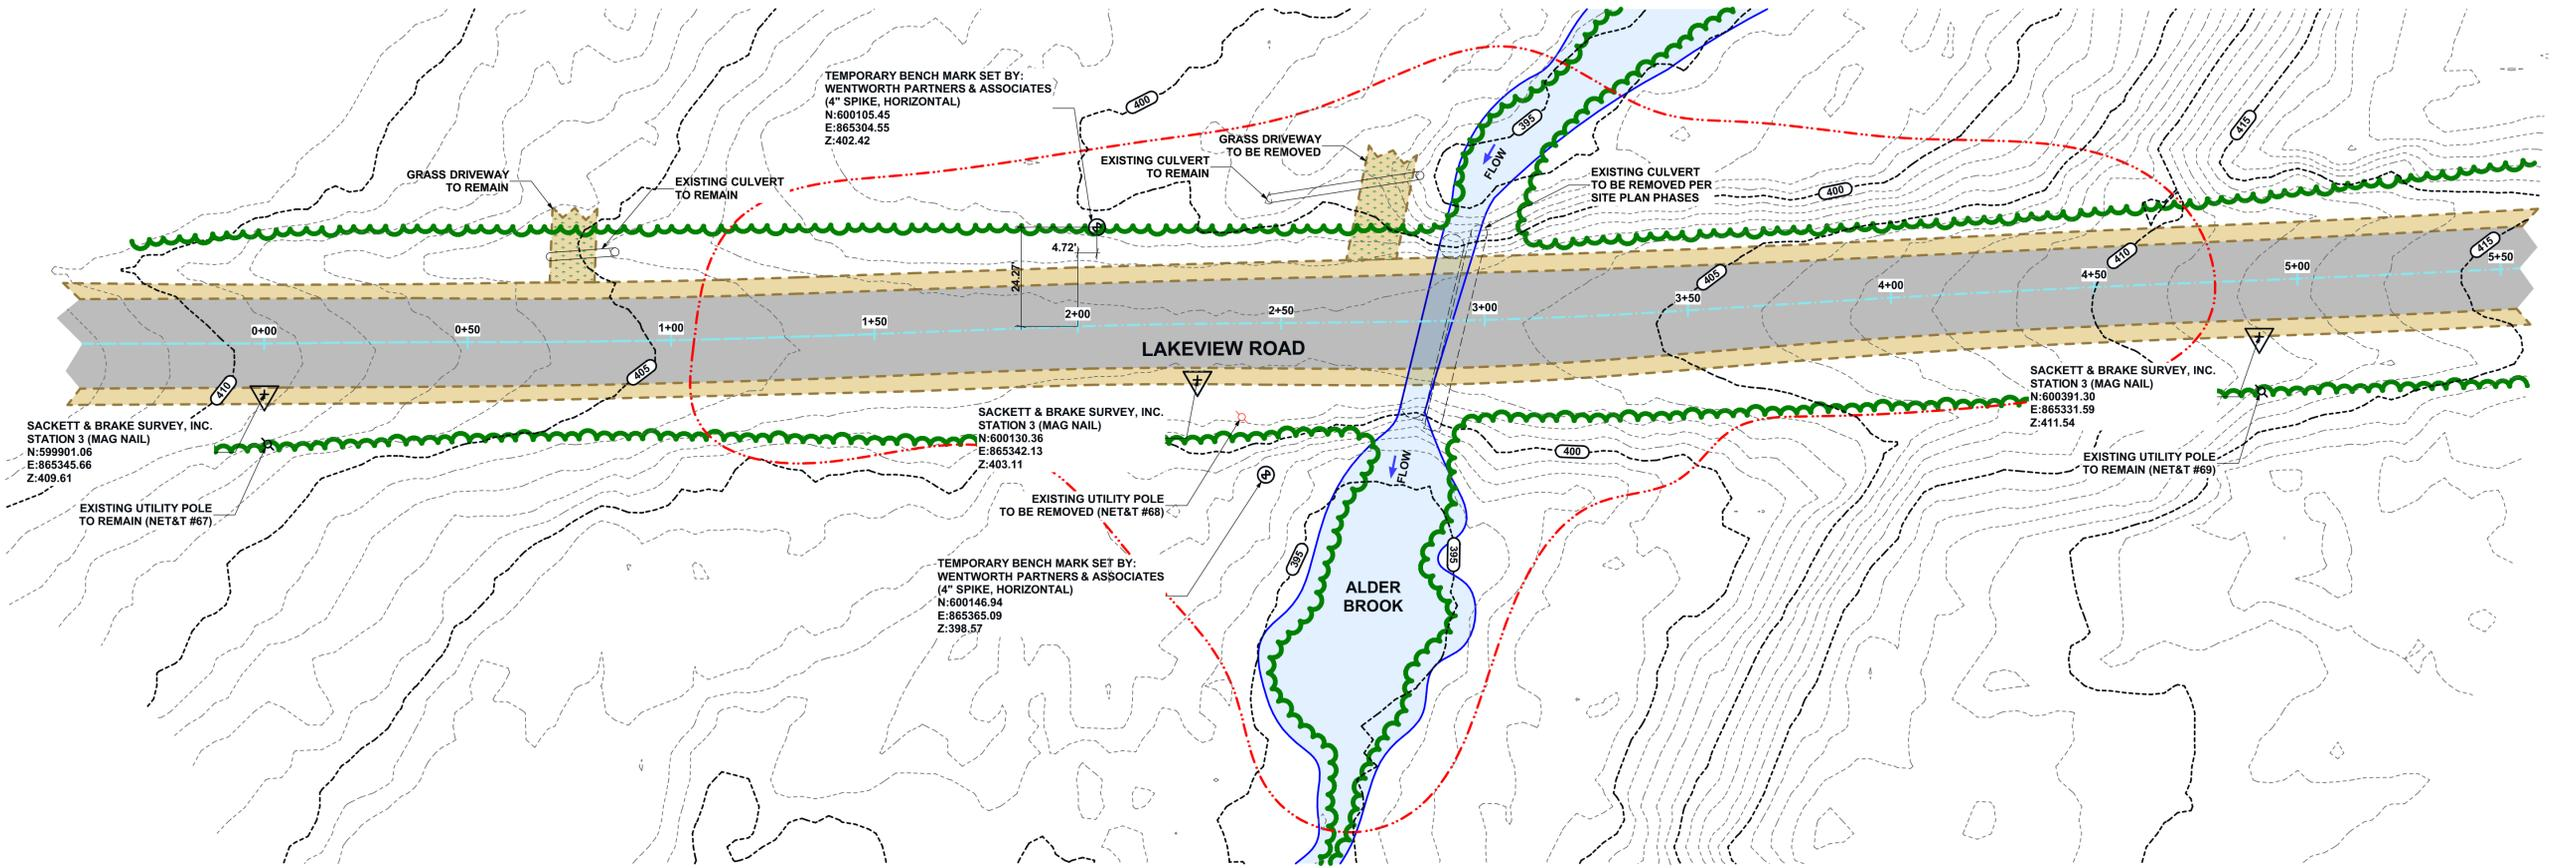 TEMPORARY BENCH MARK SET BY:
WENTWORTH PARTNERS & ASSOCIATES
(4" SPIKE, HORIZONTAL)
N:600105.45
E:865304.55
Z:402.42
400
395
415
GRASS DRIVEWAY
TO BE REMOVED
EXISTING CULVERT
TO REMAIN
FLOW
GRASS DRIVEWAY
TO REMAIN
EXISTING CULVERT
TO REMAIN
EXISTING CULVERT
TO BE REMOVED PER
SITE PLAN PHASES
400
4.72'
24.27'
405
410
415
0+00
0+50
1+00
1+50
2+00
2+50
3+00
3+50
4+00
4+50
5+00
5+50
LAKEVIEW ROAD
410
405
SACKETT & BRAKE SURVEY, INC.
STATION 3 (MAG NAIL)
N:599901.06
E:865345.66
Z:409.61
EXISTING UTILITY POLE
TO REMAIN (NET&T #67)
SACKETT & BRAKE SURVEY, INC.
STATION 3 (MAG NAIL)
N:600130.36
E:865342.13
Z:403.11
EXISTING UTILITY POLE
TO BE REMOVED (NET&T #68)
TEMPORARY BENCH MARK SET BY:
WENTWORTH PARTNERS & ASSOCIATES
(4" SPIKE, HORIZONTAL)
N:600146.94
E:865365.09
Z:398.57
FLOW
400
395
395
ALDER
BROOK
SACKETT & BRAKE SURVEY, INC.
STATION 3 (MAG NAIL)
N:600391.30
E:865331.59
Z:411.54
EXISTING UTILITY POLE
TO REMAIN (NET&T #69)